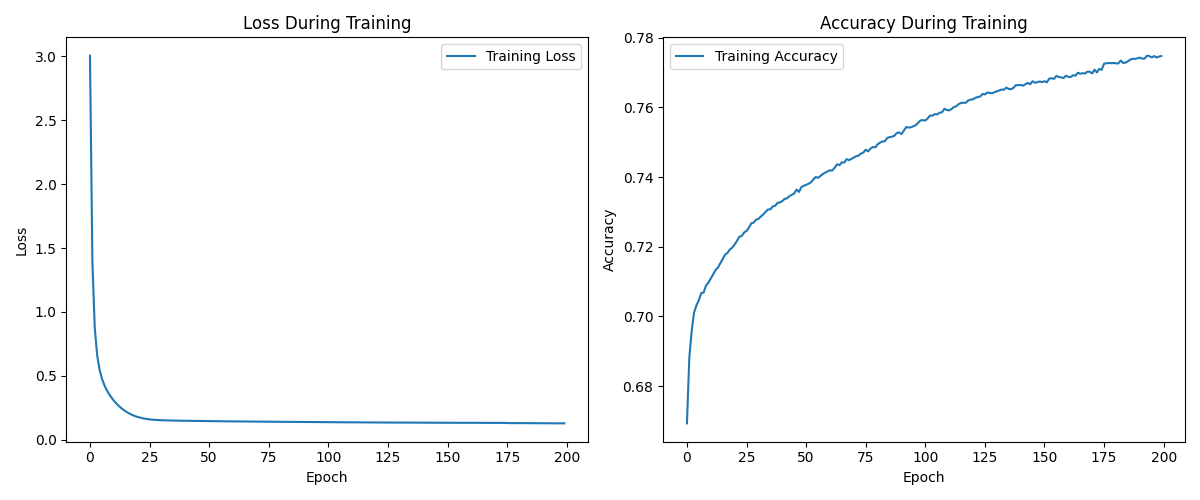 Loss During Training
Training Loss
3.0
2.5
2.0
1.5
1.0
0.5
0.0
Loss
0 25 50 75 100 125 150 175 200
Epoch
Accuracy During Training
Training Accuracy
0.78
0.76
0.74
0.72
0.70
0.68
Accuracy
0 25 50 75 100 125 150 175 200
Epoch